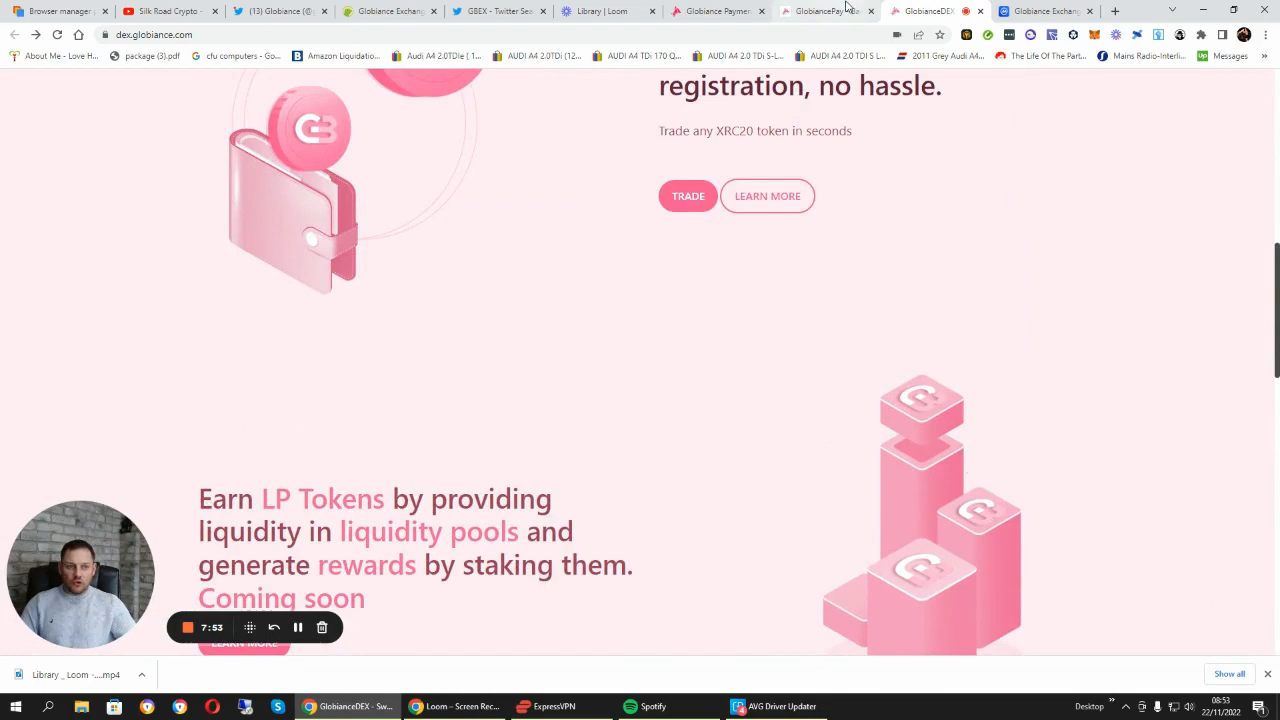 Browser manager
Silk Road Crypto -
(13) Globiance (@
Globiance Exchang
GBEX - Twitter Sea
Library | Loom
Globiance Paymen
GlobiancePay
GlobianceDEX
Globiance Exchang
dex.globiance.com
About Me - Love H...
package (3).pdf
cfu computers - Go...
Amazon Liquidatio...
Audi A4 2.0TDIe [ 1...
AUDI A4 2.0TDi (12...
AUDI A4 TDi 170 Q...
AUDI A4 2.0 TDi S-L...
AUDI A4 2.0 TDI S L...
2011 Grey Audi A4...
The Life Of The Part...
Mains Radio-Interli...
Messages
registration, no hassle.
Trade any XRC20 token in seconds
TRADE
LEARN MORE
Earn LP Tokens by providing
liquidity in liquidity pools and
generate rewards by staking them.
Coming soon
LEARN MORE
7:53
Library _ Loom -....mp4
Show all
GlobianceDEX - Sw...
Loom – Screen Rec...
ExpressVPN
Spotify
4
AVG Driver Updater
Desktop
08:53
22/11/2022
1